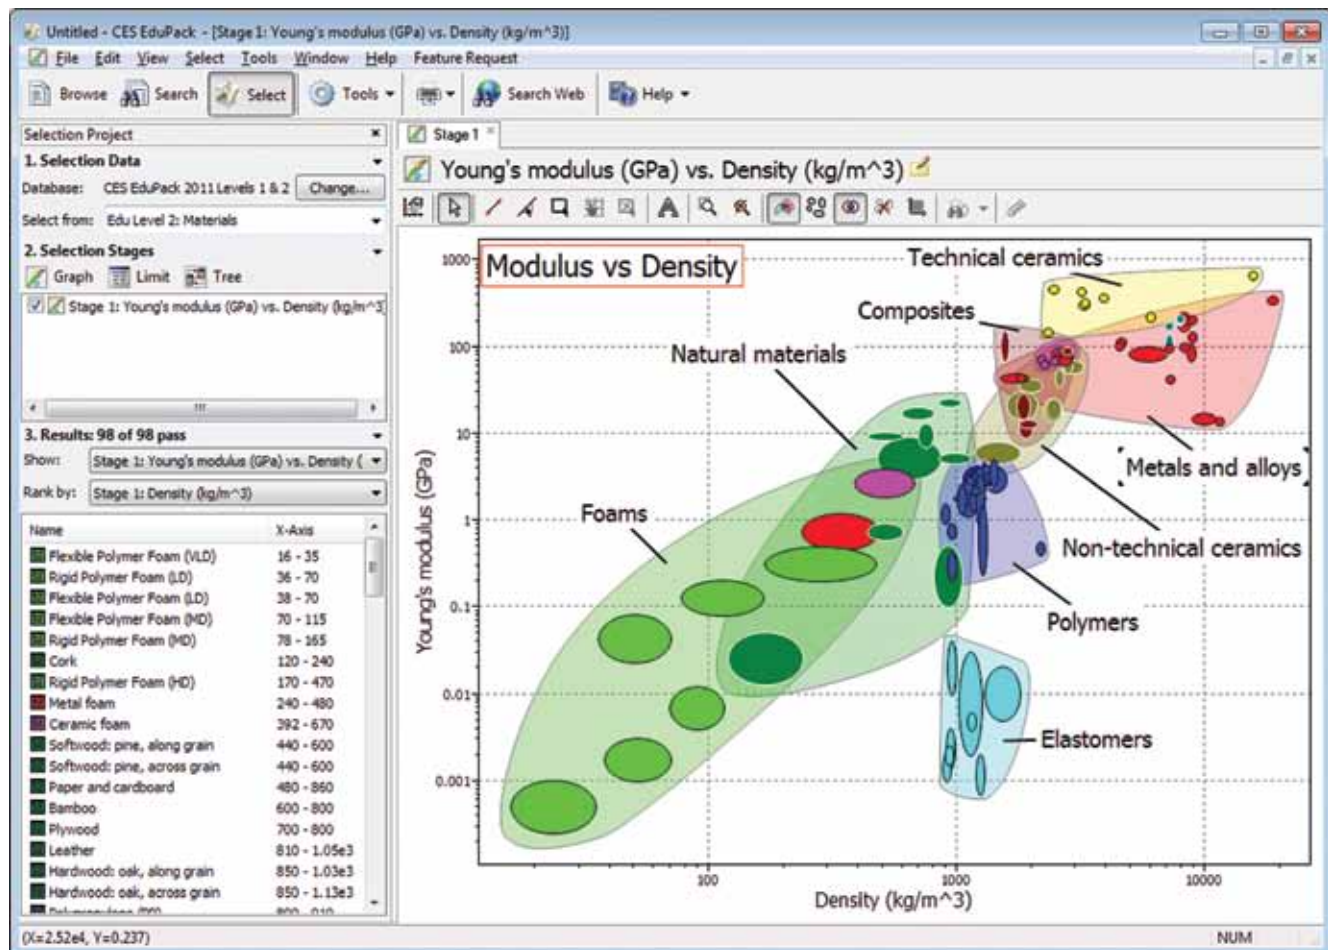 Untitled - CES EduPack - [Stage 1: Young's modulus (GPa) vs. Density (kg/m^3)]
File Edit View Select Tools Window Help Feature Request
Browse Search Select Tools Search Web Help
Selection Project
1. Selection Data
Database: CES EduPack 2011 Levels 1 & 2 Change...
Select from: Edu Level 2: Materials
2. Selection Stages
Graph Limit Tree
Stage 1: Young's modulus (GPa) vs. Density (kg/m^3
3. Results: 98 of 98 pass
Show: Stage 1: Young's modulus (GPa) vs. Density (
Rank by: Stage 1: Density (kg/m^3)
Name X-Axis
Flexible Polymer Foam (VLD) 16 - 35
Rigid Polymer Foam (LD) 36 - 70
Flexible Polymer Foam (LD) 38 - 70
Flexible Polymer Foam (MD) 70 - 115
Rigid Polymer Foam (MD) 78 - 165
Cork 120 - 240
Rigid Polymer Foam (HD) 170 - 470
Metal foam 240 - 480
Ceramic foam 392 - 670
Softwood: pine, along grain 440 - 600
Softwood: pine, across grain 440 - 600
Paper and cardboard 480 - 860
Bamboo 600 - 800
Plywood 700 - 800
Leather 810 - 1.05e3
Hardwood: oak, along grain 850 - 1.03e3
Hardwood: oak, across grain 850 - 1.13e3
Stage 1
Young's modulus (GPa) vs. Density (kg/m^3)
Modulus vs Density
Technical ceramics
Composites
Natural materials
Metals and alloys
Foams
Non-technical ceramics
Polymers
Elastomers
Young's modulus (GPa)
1000
100
10
1
0.1
0.01
0.001
100 1000 10000
Density (kg/m^3)
(X=2.52e4, Y=0.237) NUM